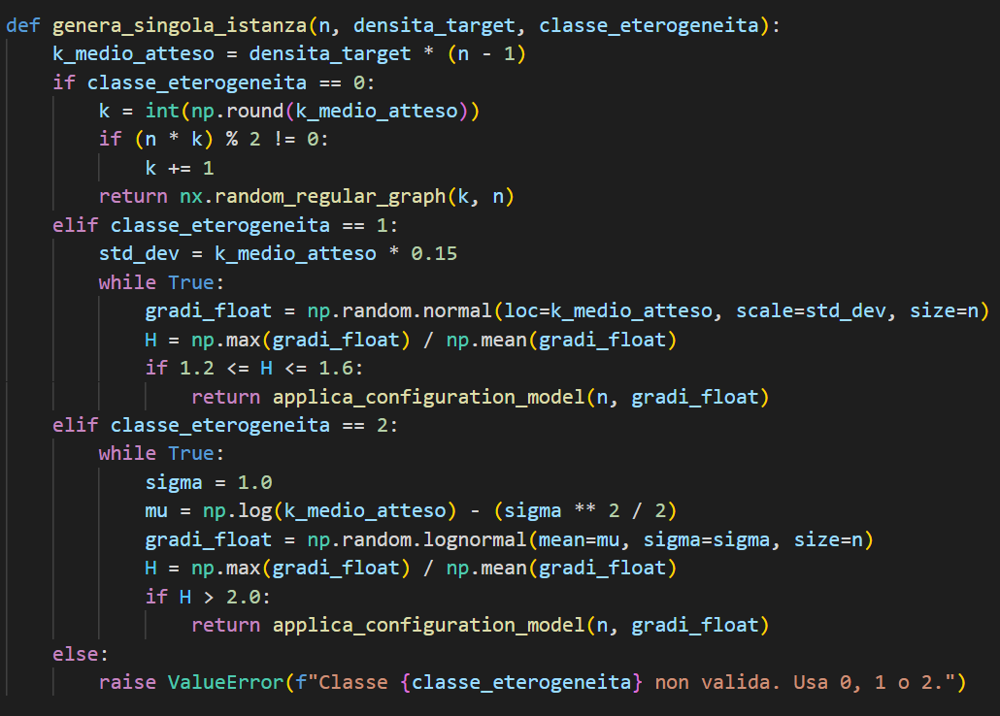 def genera_singola_istanza(n, densita_target, classe_eterogeneita):
    k_medio_atteso = densita_target * (n - 1)
    if classe_eterogeneita == 0:
        k = int(np.round(k_medio_atteso))
        if (n * k) % 2 != 0:
            k += 1
        return nx.random_regular_graph(k, n)
    elif classe_eterogeneita == 1:
        std_dev = k_medio_atteso * 0.15
        while True:
            gradi_float = np.random.normal(loc=k_medio_atteso, scale=std_dev, size=n)
            H = np.max(gradi_float) / np.mean(gradi_float)
            if 1.2 <= H <= 1.6:
                return applica_configuration_model(n, gradi_float)
    elif classe_eterogeneita == 2:
        while True:
            sigma = 1.0
            mu = np.log(k_medio_atteso) - (sigma ** 2 / 2)
            gradi_float = np.random.lognormal(mean=mu, sigma=sigma, size=n)
            H = np.max(gradi_float) / np.mean(gradi_float)
            if H > 2.0:
                return applica_configuration_model(n, gradi_float)
    else:
        raise ValueError(f"Classe {classe_eterogeneita} non valida. Usa 0, 1 o 2.")